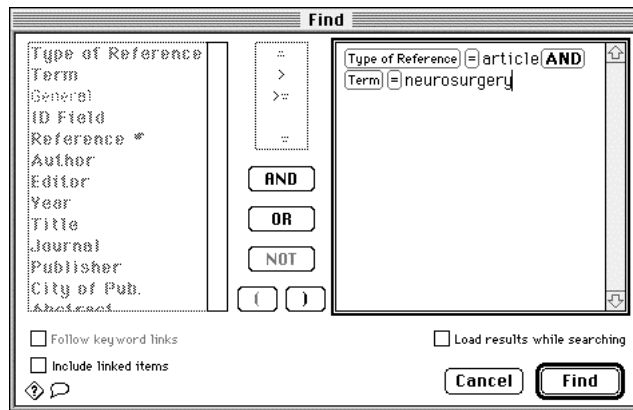 Find
Type of Reference
Term
General
ID Field
Reference #
Author
Editor
Year
Title
Journal
Publisher
City of Pub.
Abstract
=
>
>=
=
AND
OR
NOT
(
)
Type of Reference = article AND
Term = neurosurgery
Follow keyword links
Include linked items
?
Load results while searching
Cancel
Find